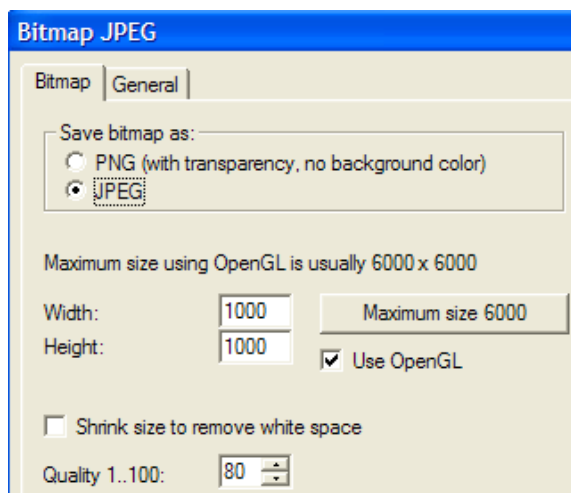 Bitmap JPEG
Bitmap General
Save bitmap as:
PNG (with transparency, no background color)
JPEG
Maximum size using OpenGL is usually 6000 x 6000
Width: 1000 Maximum size 6000
Height: 1000 Use OpenGL
Shrink size to remove white space
Quality 1..100: 80